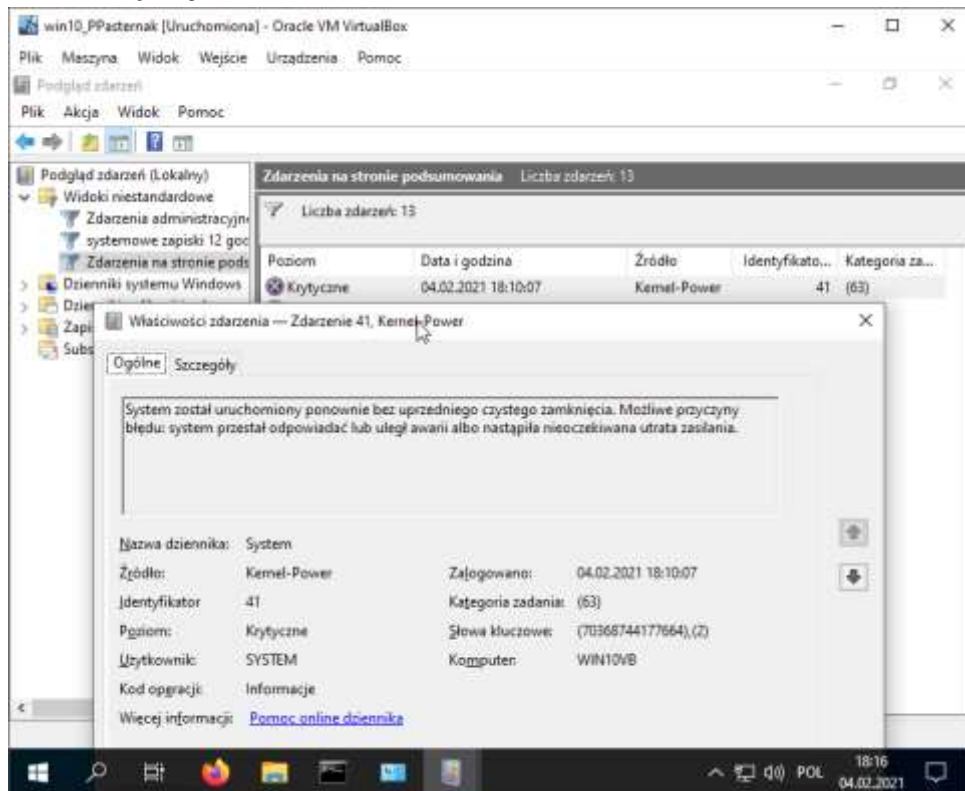 win10_PPasternak [Uruchomiona] - Oracle VM VirtualBox
Plik Maszyna Widok Wejście Urządzenia Pomoc
Podgląd zdarzeń
Plik Akcja Widok Pomoc
Podgląd zdarzeń (Lokalny)
Widoki niestandardowe
Zdarzenia administracyjn
systemowe zapiski 12 god
Zdarzenia na stronie pods
Dzienniki systemu Windows
Dzie
Zapi
Subs
Zdarzenia na stronie podsumowania Liczba zdarzeń: 13
Liczba zdarzeń: 13
Poziom Data i godzina Źródło Identyfikato... Kategoria za...
Krytyczne 04.02.2021 18:10:07 Kernel-Power 41 (63)
Właściwości zdarzenia — Zdarzenie 41, Kernel-Power
Ogólne Szczegóły
System został uruchomiony ponownie bez uprzedniego czystego zamknięcia. Możliwe przyczyny
błędu: system przestał odpowiadać lub uległ awarii albo nastąpiła nieoczekiwana utrata zasilania.
Nazwa dziennika: System
Źródło: Kernel-Power Zalogowano: 04.02.2021 18:10:07
Identyfikator 41 Kategoria zadania: (63)
Poziom: Krytyczne Słowa kluczowe: (70368744177664),(2)
Użytkownik: SYSTEM Komputer: WIN10VB
Kod operacji: Informacje
Więcej informacji: Pomoc online dziennika
POL 18:16
04.02.2021